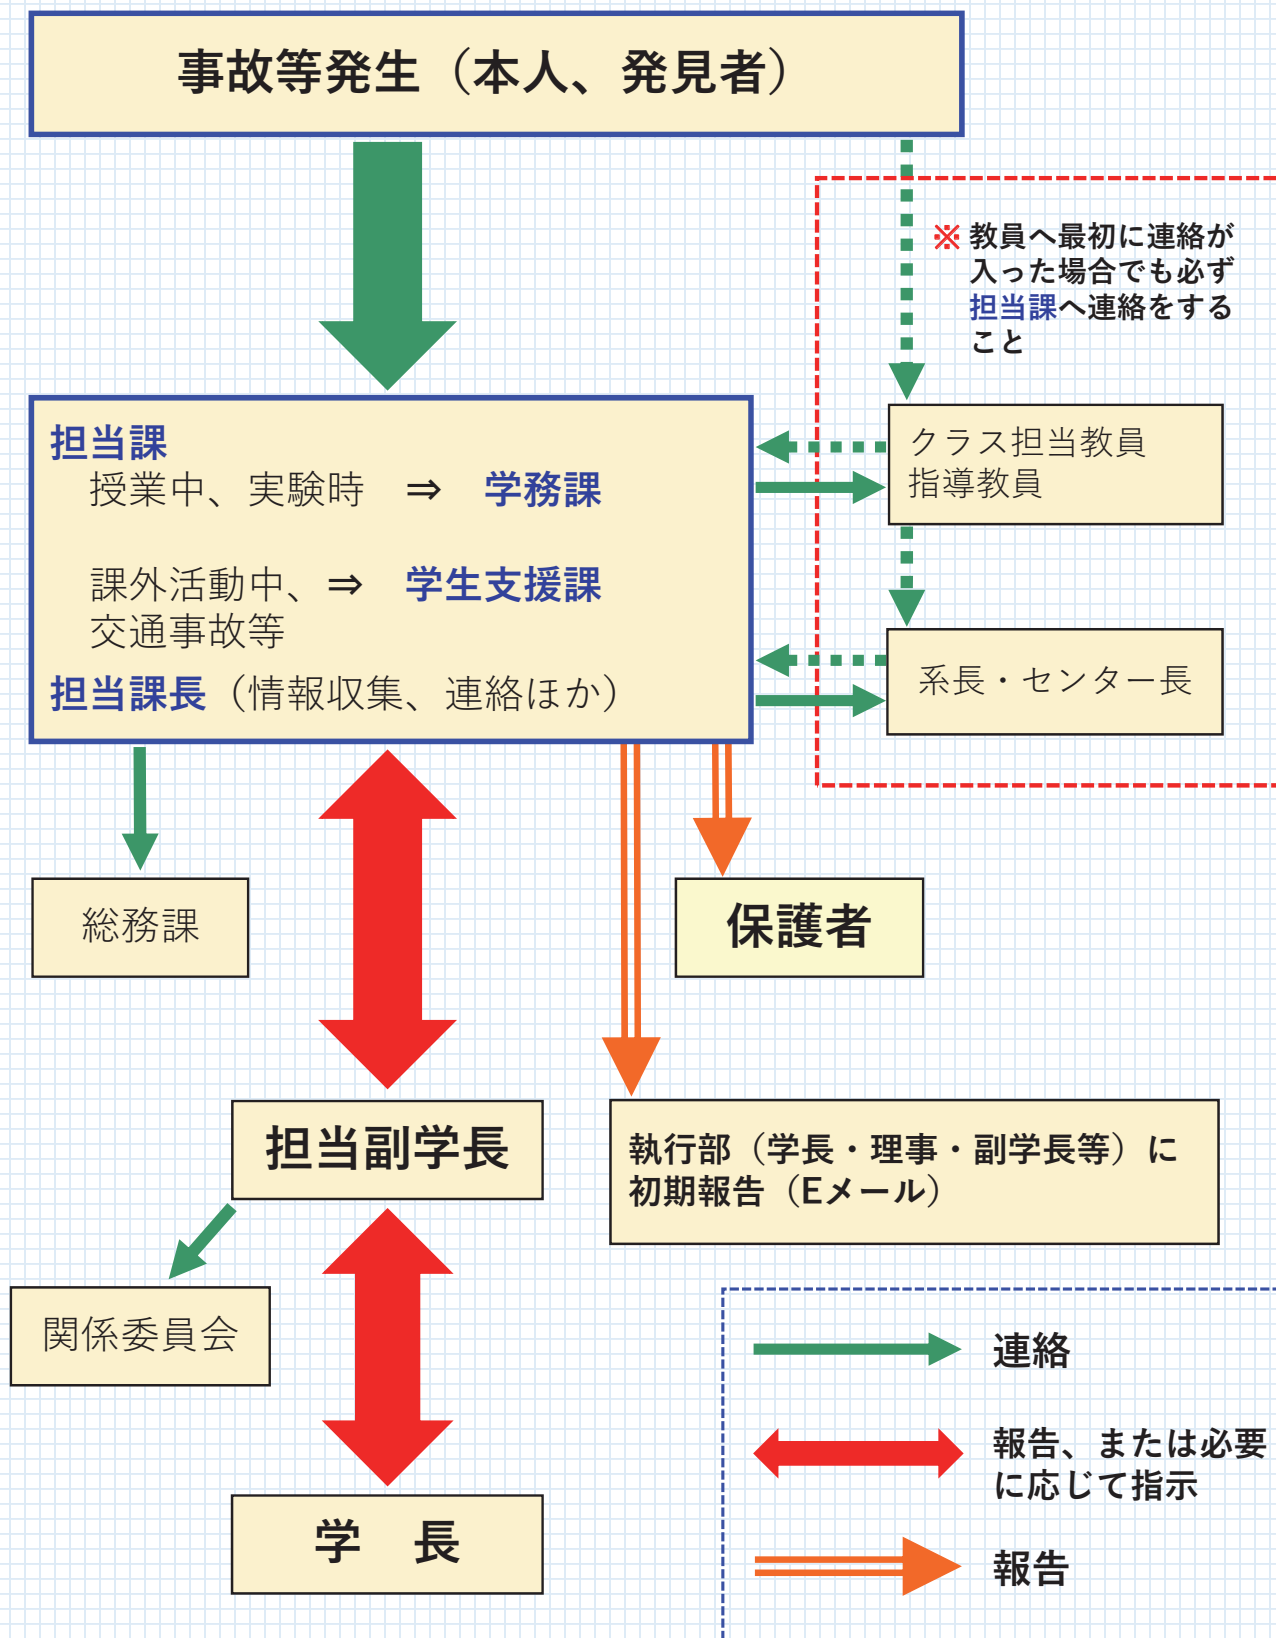 事故等発生（本人、発見者）
※ 教員へ最初に連絡が
入った場合でも必ず
担当課へ連絡をする
こと
担当課
授業中、実験時　⇒　学務課
課外活動中、⇒　学生支援課
交通事故等
担当課長（情報収集、連絡ほか）
クラス担当教員
指導教員
系長・センター長
総務課
保護者
担当副学長
執行部（学長・理事・副学長等）に
初期報告（Eメール）
関係委員会
学　長
連絡
報告、または必要
に応じて指示
報告